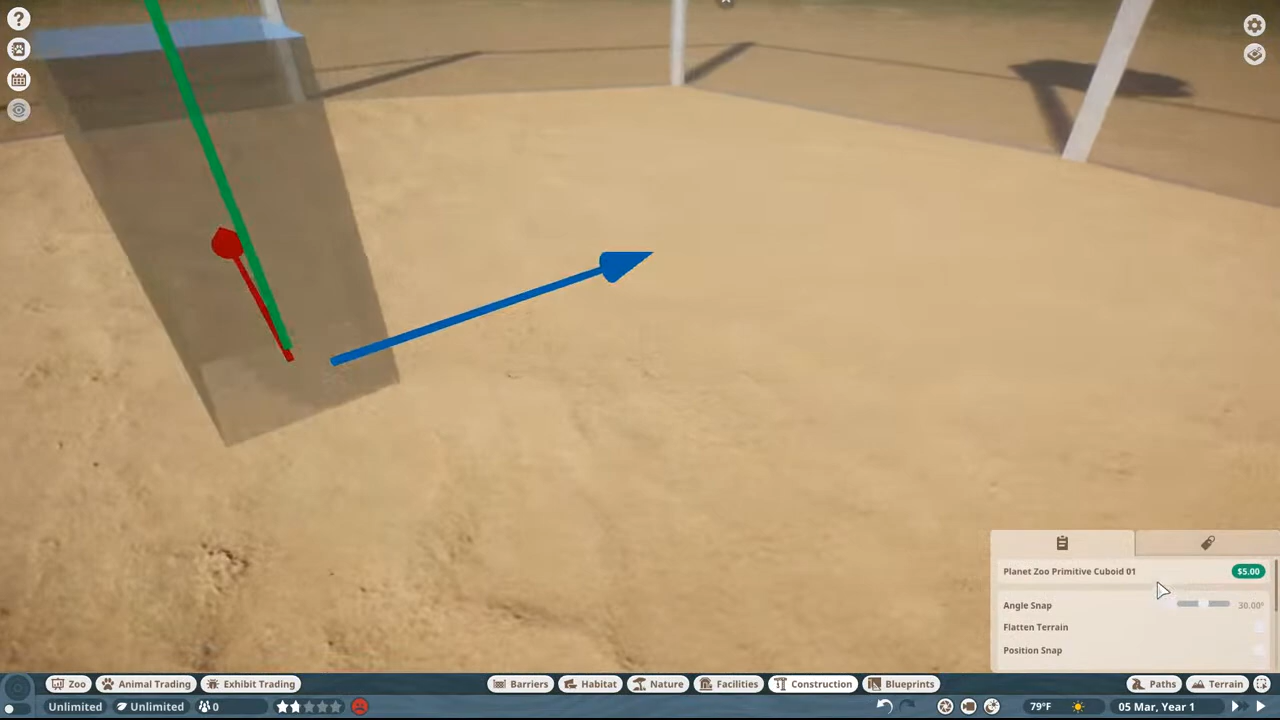 Planet Zoo Primitive Cuboid 01 $5.00
Angle Snap 30.00°
Flatten Terrain
Position Snap
Zoo Animal Trading Exhibit Trading Barriers Habitat Nature Facilities Construction Blueprints Paths Terrain
Unlimited Unlimited 0 79°F 05 Mar, Year 1